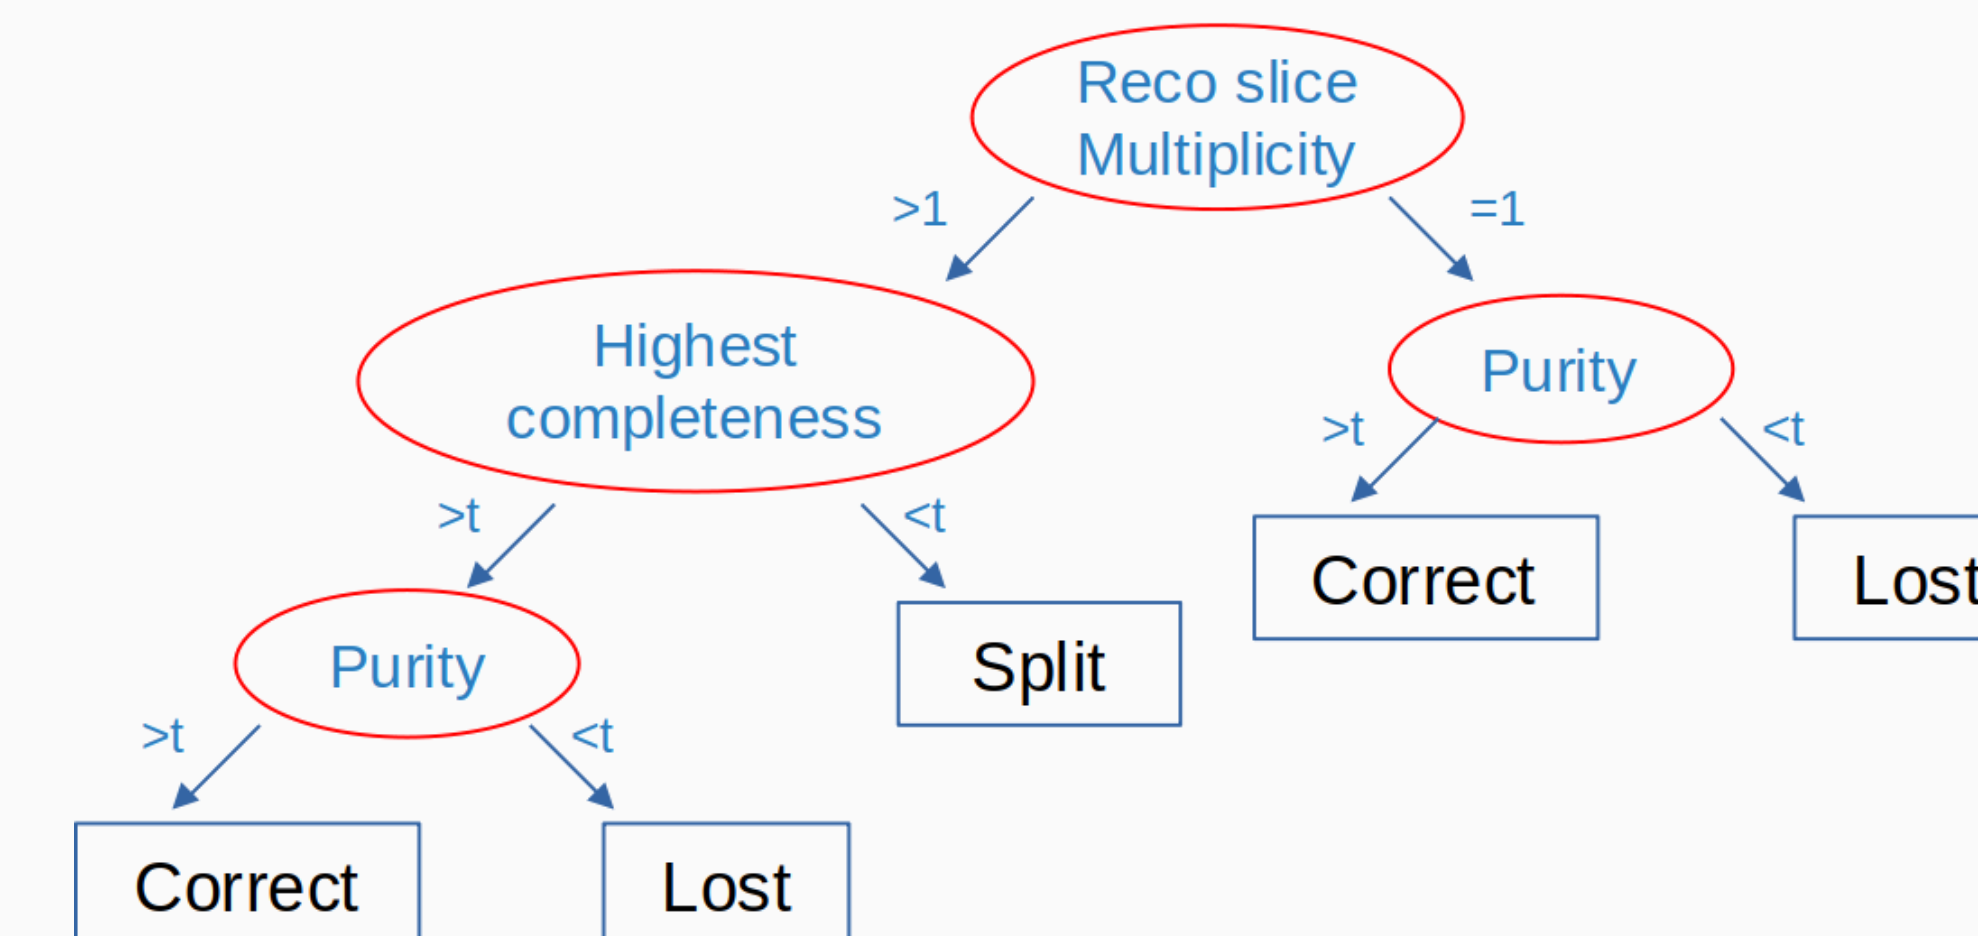 Reco slice
Multiplicity
>1
=1
Highest
completeness
Purity
>t
<t
>t
<t
Correct
Lost
Purity
Split
>t
<t
Correct
Lost